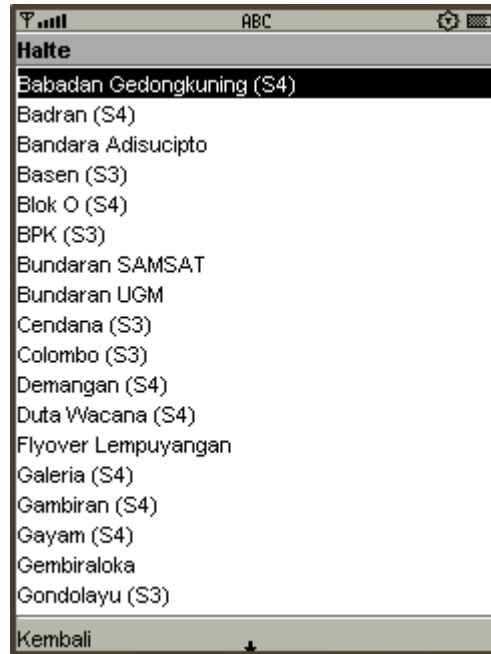 ABC
Halte
Babadan Gedongkuning (S4)
Badran (S4)
Bandara Adisucipto
Basen (S3)
Blok O (S4)
BPK (S3)
Bundaran SAMSAT
Bundaran UGM
Cendana (S3)
Colombo (S3)
Demangan (S4)
Duta Wacana (S4)
Flyover Lempuyangan
Galeria (S4)
Gambiran (S4)
Gayam (S4)
Gembiraloka
Gondolayu (S3)
Kembali